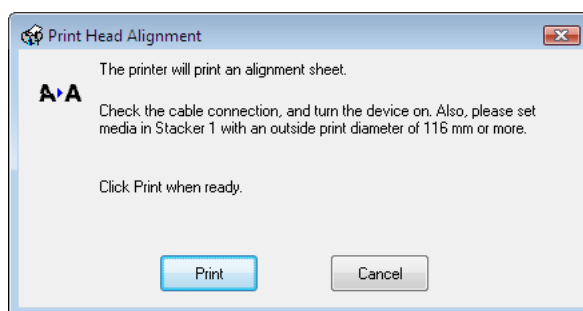 Print Head Alignment
The printer will print an alignment sheet.
A A
Check the cable connection, and turn the device on. Also, please set
media in Stacker 1 with an outside print diameter of 116 mm or more.
Click Print when ready.
Print Cancel